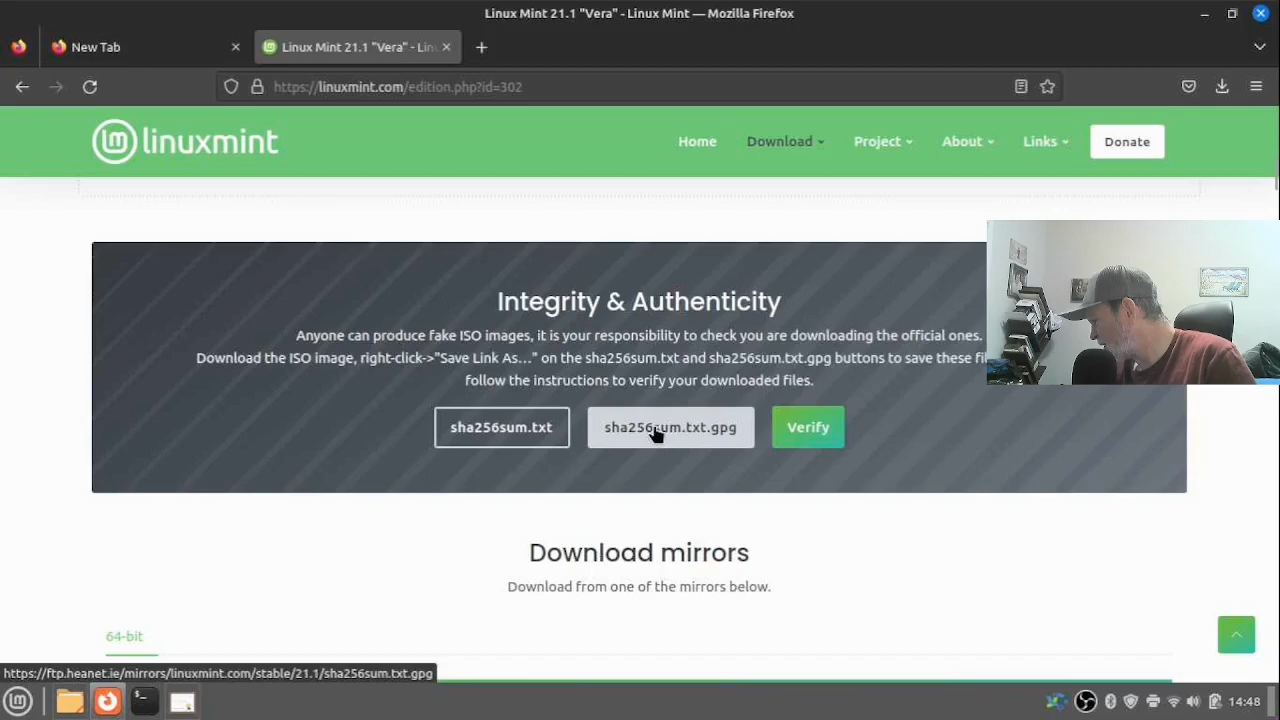 Linux Mint 21.1 "Vera" - Linux Mint — Mozilla Firefox
New Tab
Linux Mint 21.1 "Vera" - Lin
https://linuxmint.com/edition.php?id=302
linuxmint
Home
Download
Project
About
Links
Donate
Integrity & Authenticity
Anyone can produce fake ISO images, it is your responsibility to check you are downloading the official ones.
Download the ISO image, right-click->"Save Link As..." on the sha256sum.txt and sha256sum.txt.gpg buttons to save these
follow the instructions to verify your downloaded files.
sha256sum.txt
sha256sum.txt.gpg
Verify
Download mirrors
Download from one of the mirrors below.
64-bit
https://ftp.heanet.ie/mirrors/linuxmint.com/stable/21.1/sha256sum.txt.gpg
14:48